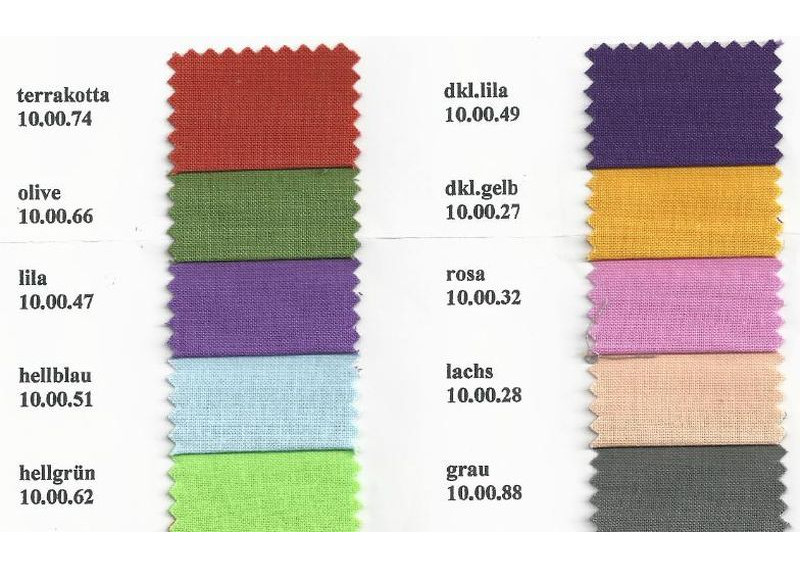 terrakotta
10.00.74
olive
10.00.66
lila
10.00.47
hellblau
10.00.51
hellgrün
10.00.62
dkl.lila
10.00.49
dkl.gelb
10.00.27
rosa
10.00.32
lachs
10.00.28
grau
10.00.88